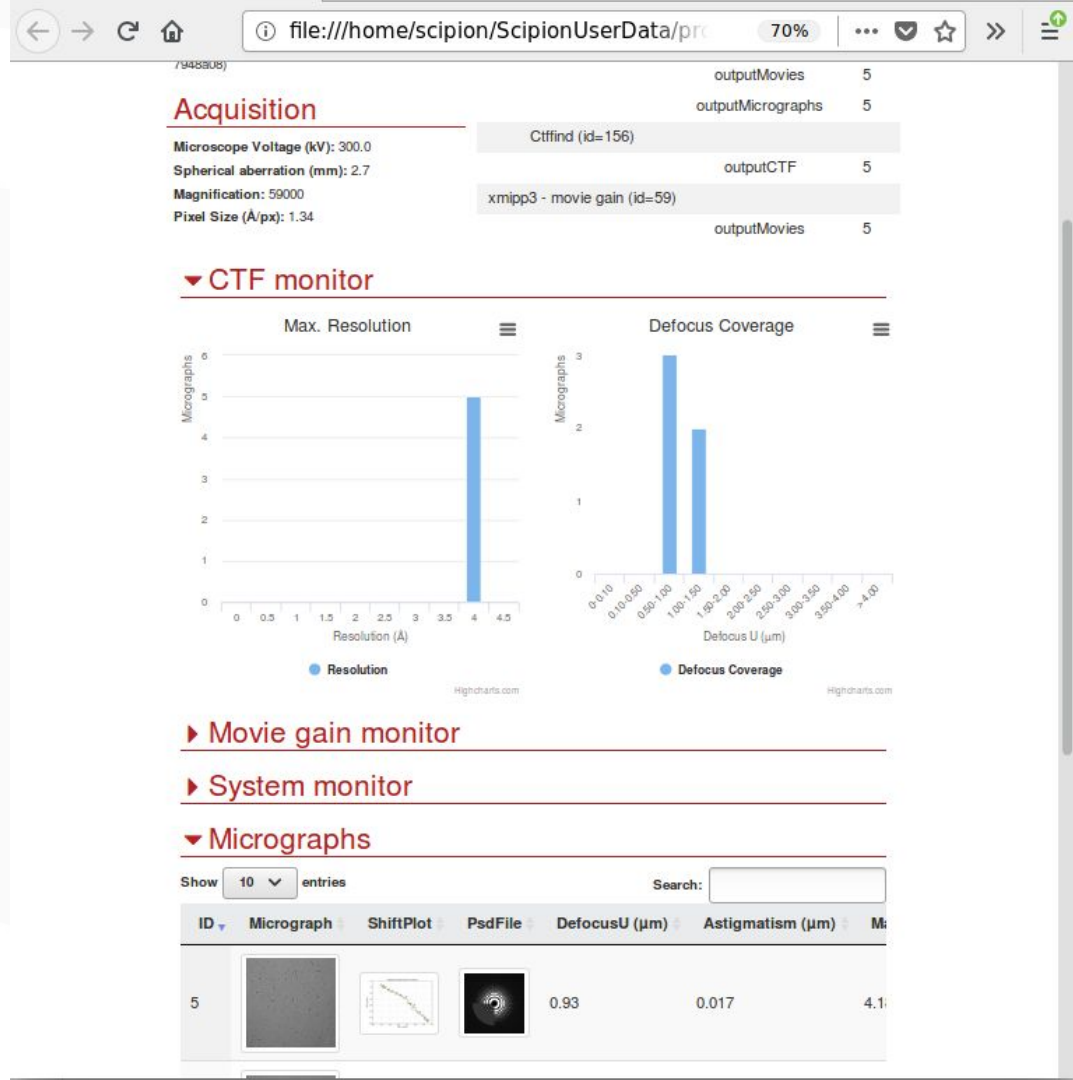 file:///home/scipion/ScipionUserData/pro
70%
7948a08)
outputMovies 5
Acquisition
outputMicrographs 5
Microscope Voltage (kV): 300.0
Ctffind (id=156)
Spherical aberration (mm): 2.7
outputCTF 5
Magnification: 59000
xmipp3 - movie gain (id=59)
Pixel Size (Å/px): 1.34
outputMovies 5
CTF monitor
Max. Resolution
Micrographs
6
5
4
3
2
1
0
0 0.5 1 1.5 2 2.5 3 3.5 4 4.5
Resolution (Å)
Resolution
Highcharts.com
Defocus Coverage
Micrographs
3
2
1
0
0-0.10 0.10-0.50 0.50-1.00 1.00-1.50 1.50-2.00 2.00-2.50 2.50-3.00 3.00-3.50 3.50-4.00 >4.00
Defocus U (μm)
Defocus Coverage
Highcharts.com
Movie gain monitor
System monitor
Micrographs
Show 10 entries
Search:
ID Micrograph ShiftPlot PsdFile DefocusU (μm) Astigmatism (μm) Ma
5 0.93 0.017 4.1